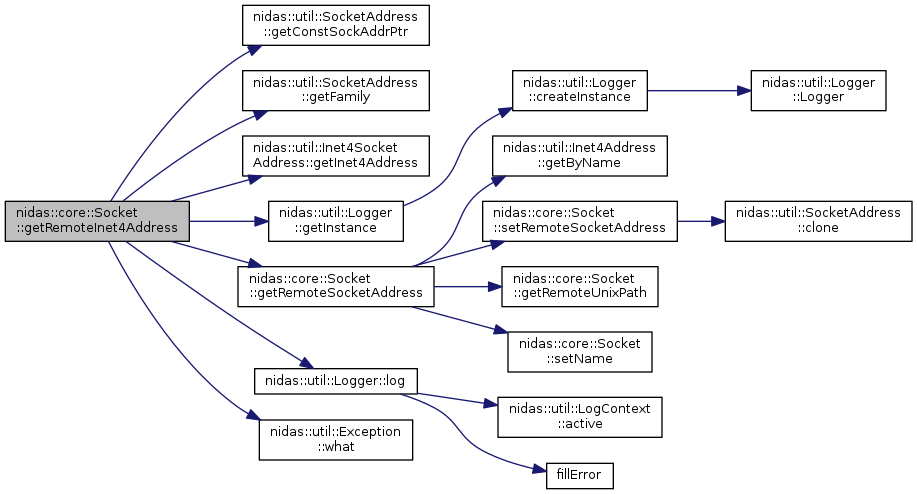 nidas::util::SocketAddress
::getConstSockAddrPtr
nidas::util::SocketAddress
::getFamily
nidas::util::Inet4Socket
Address::getInet4Address
nidas::core::Socket
::getRemoteInet4Address
nidas::util::Logger
::getInstance
nidas::core::Socket
::getRemoteSocketAddress
nidas::util::Logger::log
nidas::util::Exception
::what
nidas::util::Logger
::createInstance
nidas::util::Inet4Address
::getByName
nidas::core::Socket
::setRemoteSocketAddress
nidas::core::Socket
::getRemoteUnixPath
nidas::core::Socket
::setName
nidas::util::LogContext
::active
fillError
nidas::util::Logger
::Logger
nidas::util::SocketAddress
::clone